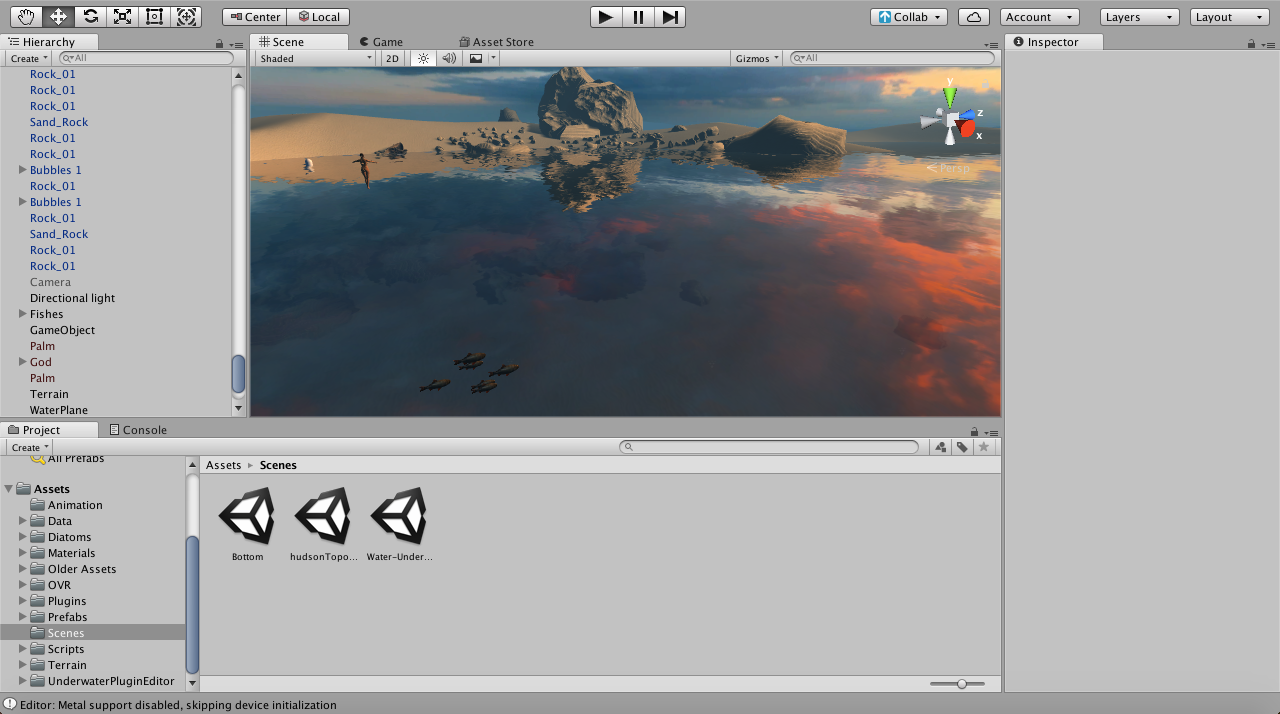 Center Local Collab Account Layers Layout
Hierarchy
Create All
Rock_01
Rock_01
Rock_01
Sand_Rock
Rock_01
Rock_01
Bubbles 1
Rock_01
Bubbles 1
Rock_01
Sand_Rock
Rock_01
Rock_01
Camera
Directional light
Fishes
GameObject
Palm
God
Palm
Terrain
WaterPlane
Scene Game Asset Store
Shaded 2D Gizmos All
y
z
x
Persp
Inspector
Project Console
Create
All Prefabs
Assets
Animation
Data
Diatoms
Materials
Older Assets
OVR
Plugins
Prefabs
Scenes
Scripts
Terrain
UnderwaterPluginEditor
Assets Scenes
Bottom hudsonTopo... Water-Under...
Editor: Metal support disabled, skipping device initialization